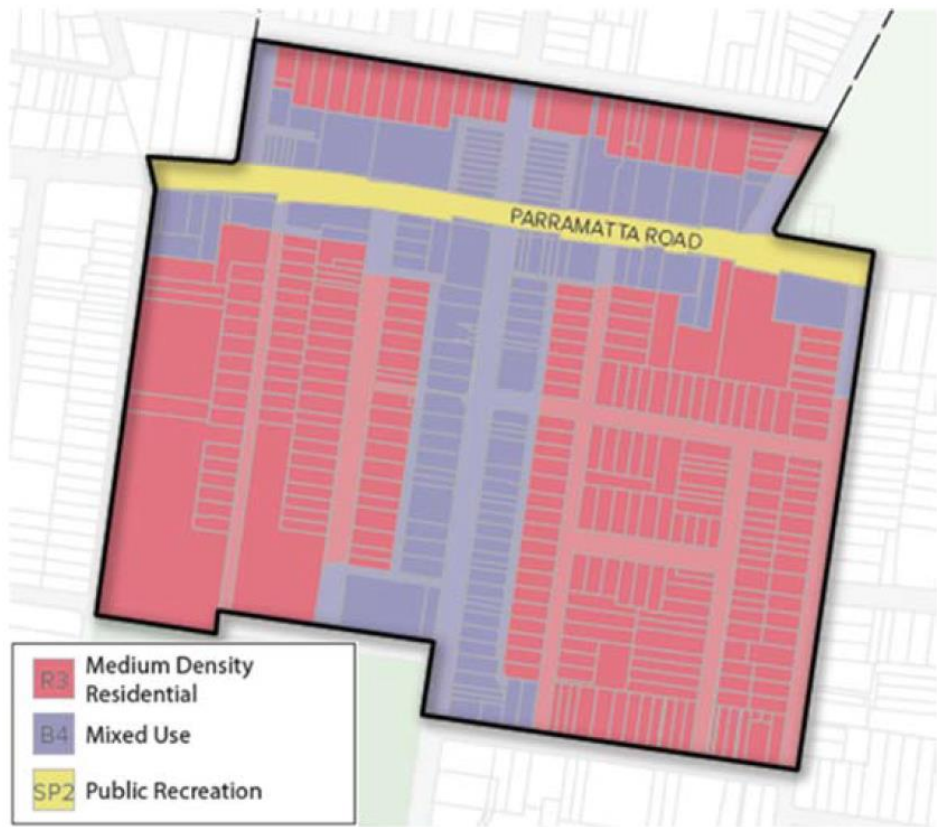 PARRAMATTA ROAD
R3 Medium Density
Residential
B4 Mixed Use
SP2 Public Recreation